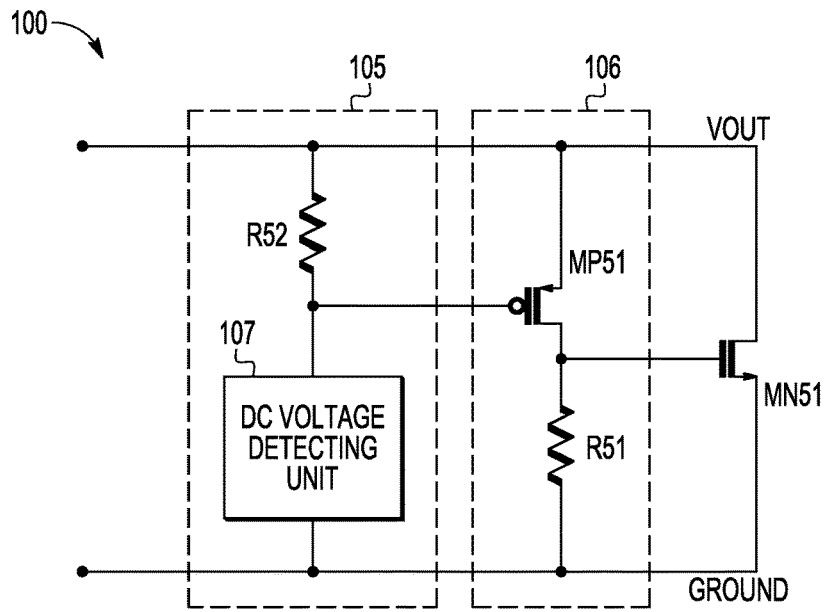 100
105
106
VOUT
R52
MP51
107
DC VOLTAGE
DETECTING
UNIT
MN51
R51
GROUND